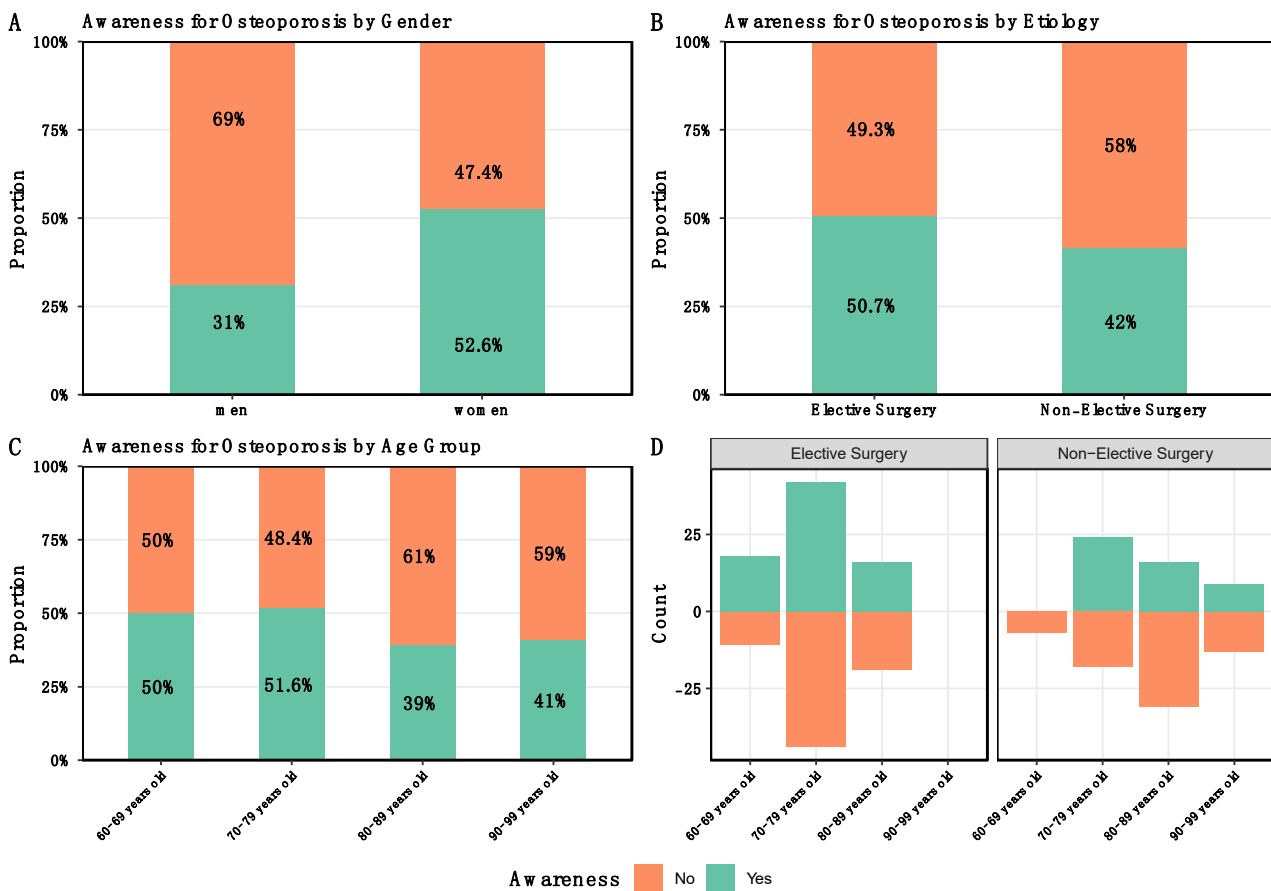 A Awareness for Osteoporosis by Gender
100%
75%
50%
25%
0%
Proportion
69%
31%
47.4%
52.6%
men women
B Awareness for Osteoporosis by Etiology
100%
75%
50%
25%
0%
Proportion
49.3%
50.7%
58%
42%
Elective Surgery Non-Elective Surgery
C Awareness for Osteoporosis by Age Group
100%
75%
50%
25%
0%
Proportion
50%
50%
48.4%
51.6%
61%
39%
59%
41%
60-69 years old
70-79 years old
80-89 years old
90-99 years old
D
Elective Surgery Non-Elective Surgery
25
0
-25
Count
60-69 years old
70-79 years old
80-89 years old
90-99 years old
60-69 years old
70-79 years old
80-89 years old
90-99 years old
Awareness No Yes